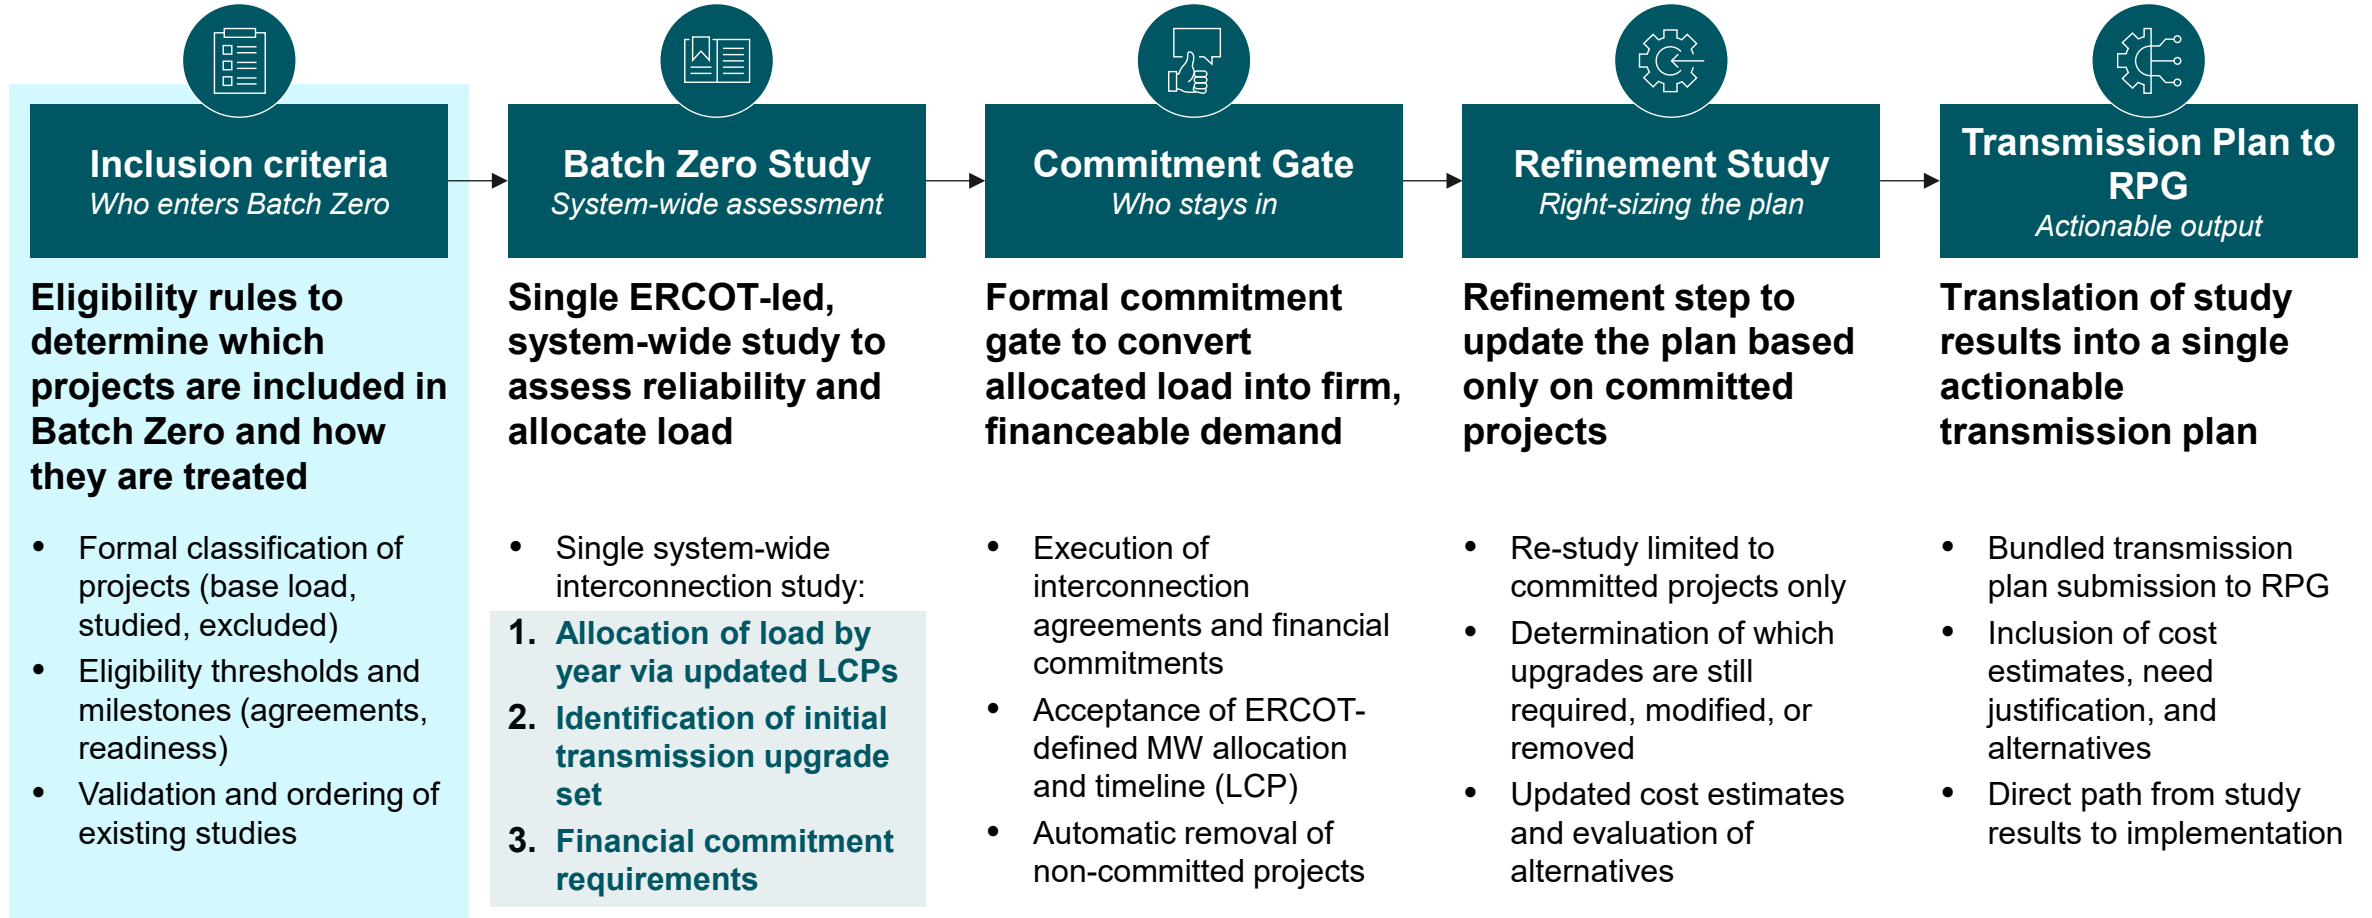 Inclusion criteria
Who enters Batch Zero
Eligibility rules to
determine which
projects are included in
Batch Zero and how
they are treated
• Formal classification of
projects (base load,
studied, excluded)
• Eligibility thresholds and
milestones (agreements,
readiness)
• Validation and ordering of
existing studies
Batch Zero Study
System-wide assessment
Single ERCOT-led,
system-wide study to
assess reliability and
allocate load
• Single system-wide
interconnection study:
1. Allocation of load by
year via updated LCPs
2. Identification of initial
transmission upgrade
set
3. Financial commitment
requirements
Commitment Gate
Who stays in
Formal commitment
gate to convert
allocated load into firm,
financeable demand
• Execution of
interconnection
agreements and financial
commitments
• Acceptance of ERCOT-
defined MW allocation
and timeline (LCP)
• Automatic removal of
non-committed projects
Refinement Study
Right-sizing the plan
Refinement step to
update the plan based
only on committed
projects
• Re-study limited to
committed projects only
• Determination of which
upgrades are still
required, modified, or
removed
• Updated cost estimates
and evaluation of
alternatives
Transmission Plan to
RPG
Actionable output
Translation of study
results into a single
actionable
transmission plan
• Bundled transmission
plan submission to RPG
• Inclusion of cost
estimates, need
justification, and
alternatives
• Direct path from study
results to implementation